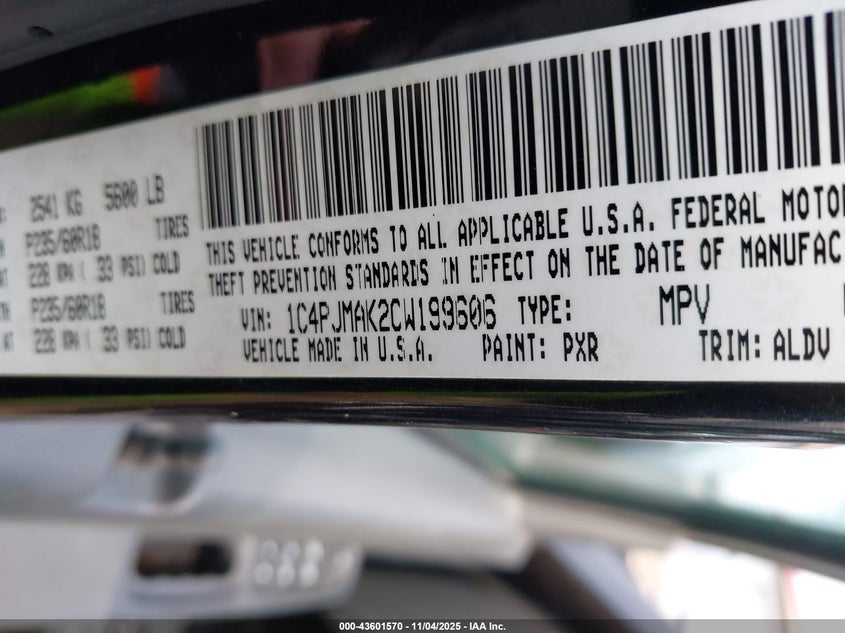 2541 KG 5600 LB
P235/60R18 TIRES
228 KPA ( 33 PSI) COLD
P235/60R18 TIRES
AT 228 KPA ( 33 PSI) COLD
THIS VEHICLE CONFORMS TO ALL APPLICABLE U.S.A. FEDERAL MOTO
THEFT PREVENTION STANDARDS IN EFFECT ON THE DATE OF MANUFAC
VIN: 1C4PJMAK2CW199606 TYPE: MPV
VEHICLE MADE IN U.S.A. PAINT: PXR TRIM: ALDV
000-43601570 - 11/04/2025 - IAA Inc.